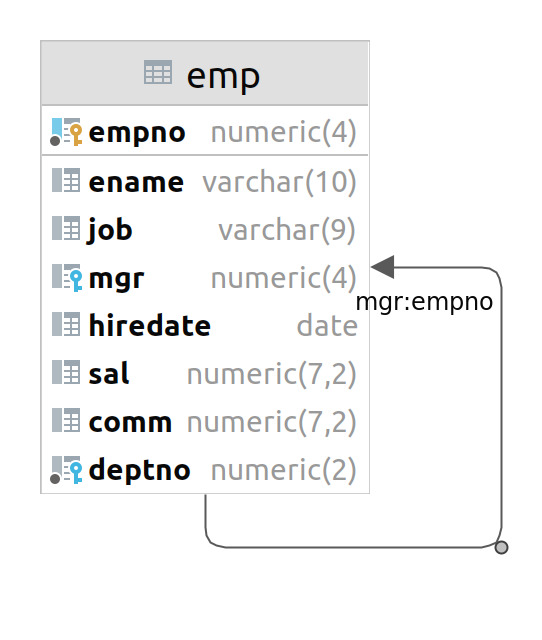 emp
empno numeric(4)
ename varchar(10)
job varchar(9)
mgr numeric(4)
mgr:empno
hiredate date
sal numeric(7,2)
comm numeric(7,2)
deptno numeric(2)